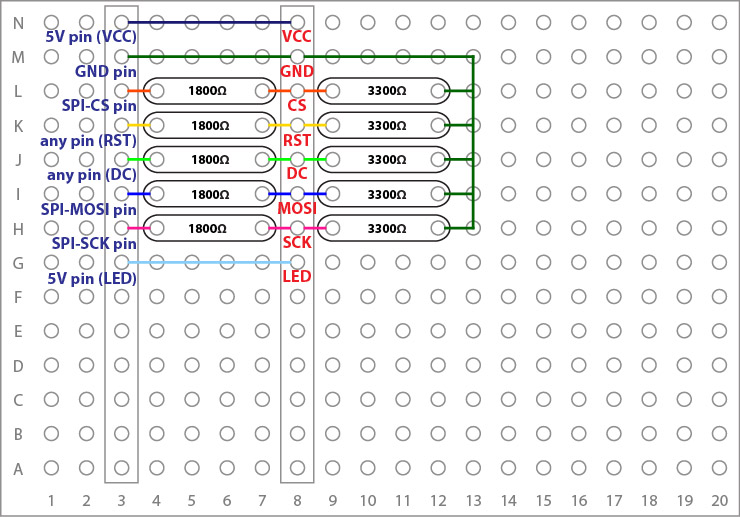 N
5V pin (VCC) VCC
M
GND pin GND
L 1800Ω 3300Ω
SPI-CS pin CS
K 1800Ω 3300Ω
any pin (RST) RST
J 1800Ω 3300Ω
any pin (DC) DC
I 1800Ω 3300Ω
SPI-MOSI pin MOSI
H 1800Ω 3300Ω
SPI-SCK pin SCK
G
5V pin (LED) LED
F
E
D
C
B
A
1 2 3 4 5 6 7 8 9 10 11 12 13 14 15 16 17 18 19 20